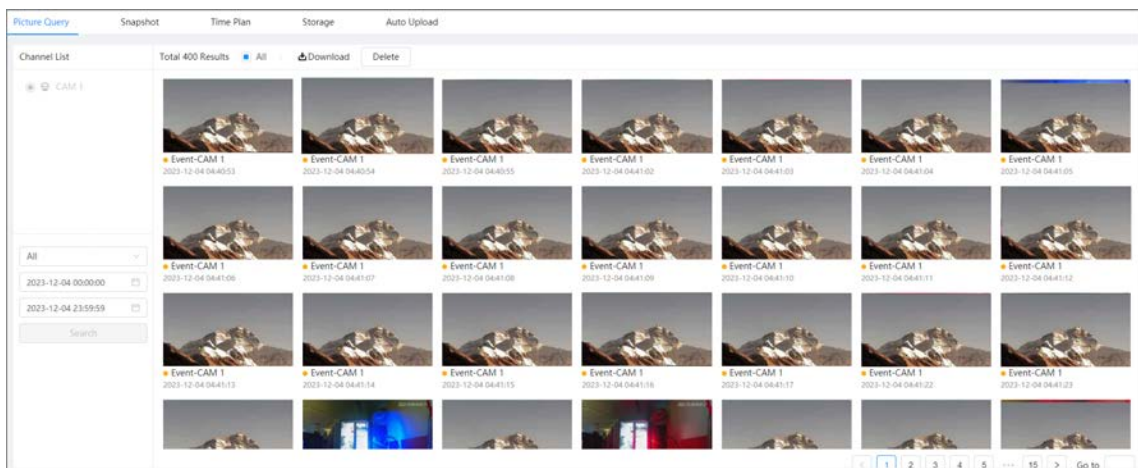 Picture Query Snapshot Time Plan Storage Auto Upload
Channel List Total 400 Results All Download Delete
CAM 1
Event-CAM 1 Event-CAM 1 Event-CAM 1 Event-CAM 1 Event-CAM 1 Event-CAM 1 Event-CAM 1
2023-12-04 04:40:53 2023-12-04 04:40:54 2023-12-04 04:40:55 2023-12-04 04:41:02 2023-12-04 04:41:03 2023-12-04 04:41:04 2023-12-04 04:41:05
All
Event-CAM 1 Event-CAM 1 Event-CAM 1 Event-CAM 1 Event-CAM 1 Event-CAM 1 Event-CAM 1
2023-12-04 04:41:06 2023-12-04 04:41:07 2023-12-04 04:41:08 2023-12-04 04:41:09 2023-12-04 04:41:10 2023-12-04 04:41:11 2023-12-04 04:41:12
2023-12-04 00:00:00
2023-12-04 23:59:59
Search
Event-CAM 1 Event-CAM 1 Event-CAM 1 Event-CAM 1 Event-CAM 1 Event-CAM 1 Event-CAM 1
2023-12-04 04:41:13 2023-12-04 04:41:14 2023-12-04 04:41:15 2023-12-04 04:41:16 2023-12-04 04:41:17 2023-12-04 04:41:22 2023-12-04 04:41:23
< 1 2 3 4 5 ••• 15 > Go to